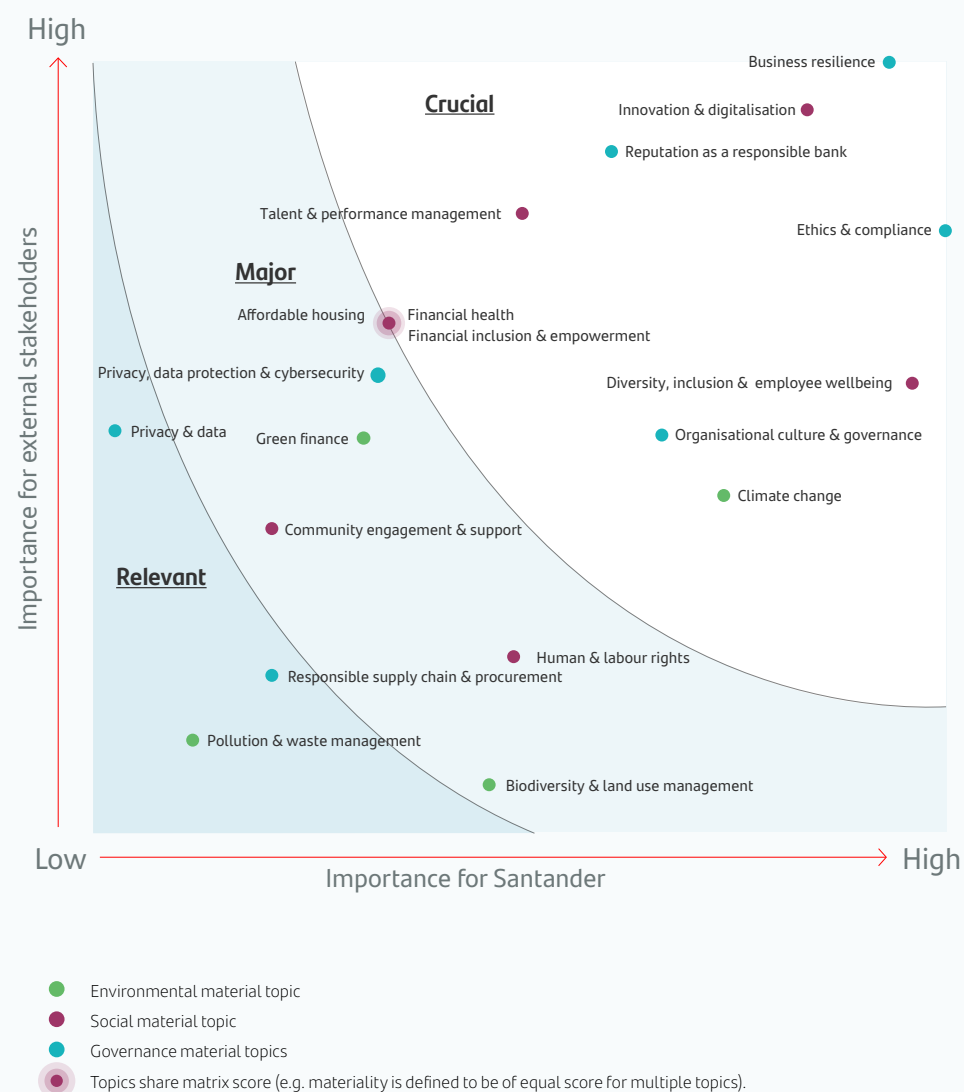 High
Business resilience
Crucial
Innovation & digitalisation
Reputation as a responsible bank
Talent & performance management
Ethics & compliance
Major
Affordable housing
Financial health
Financial inclusion & empowerment
Privacy, data protection & cybersecurity
Diversity, inclusion & employee wellbeing
Privacy & data
Green finance
Organisational culture & governance
Climate change
Community engagement & support
Relevant
Human & labour rights
Responsible supply chain & procurement
Pollution & waste management
Biodiversity & land use management
Importance for external stakeholders
Low
High
Importance for Santander
Environmental material topic
Social material topic
Governance material topics
Topics share matrix score (e.g. materiality is defined to be of equal score for multiple topics).